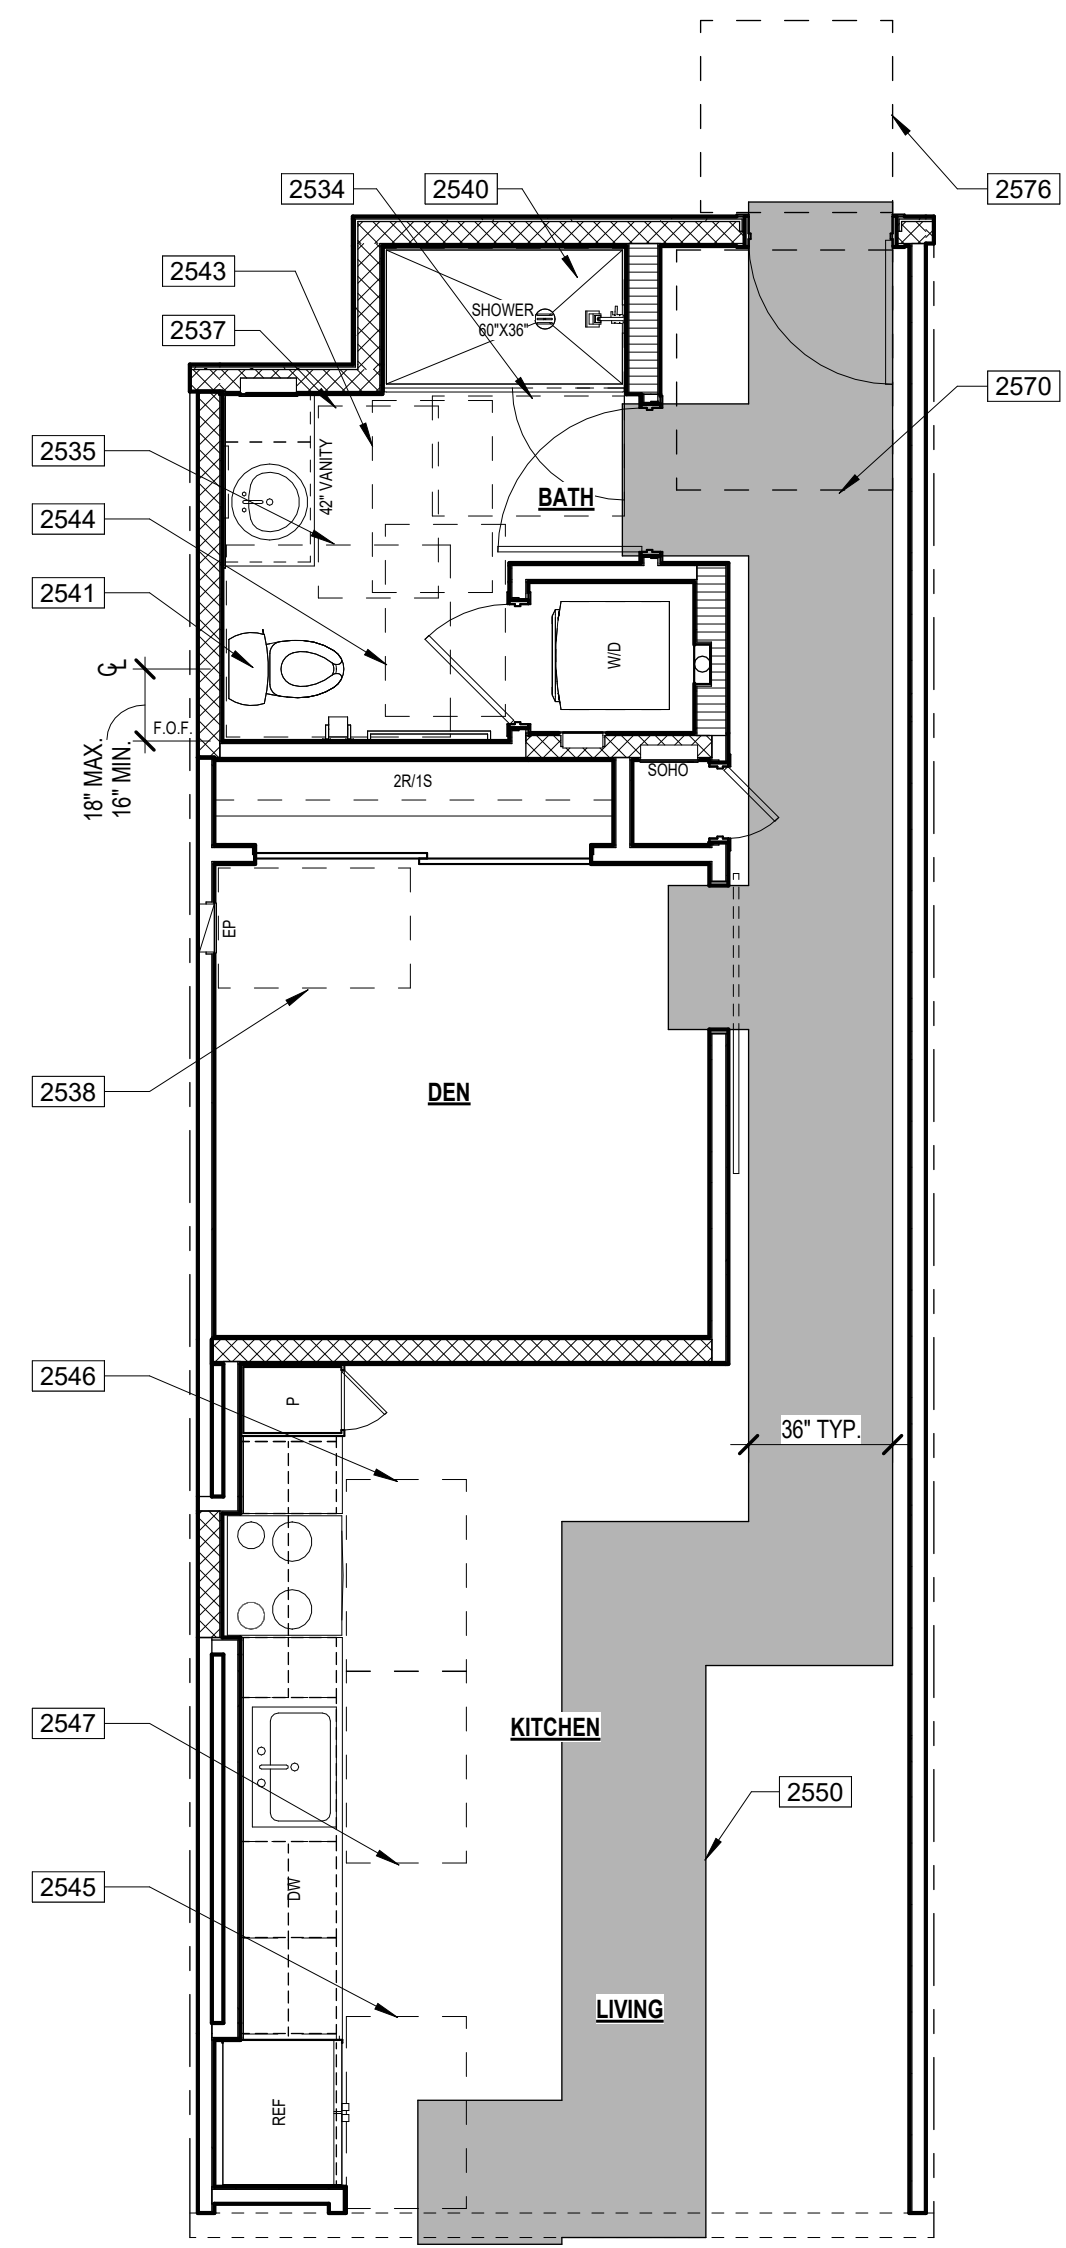 2534
2540
2576
2543
2537
SHOWER
60"X36"
2570
2535
42" VANITY
BATH
2544
2541
W/D
CL
F.O.F.
18" MAX.
16" MIN.
SOHO
2R/1S
EP
2538
DEN
2546
P
36" TYP.
2547
KITCHEN
2550
2545
DW
LIVING
REF